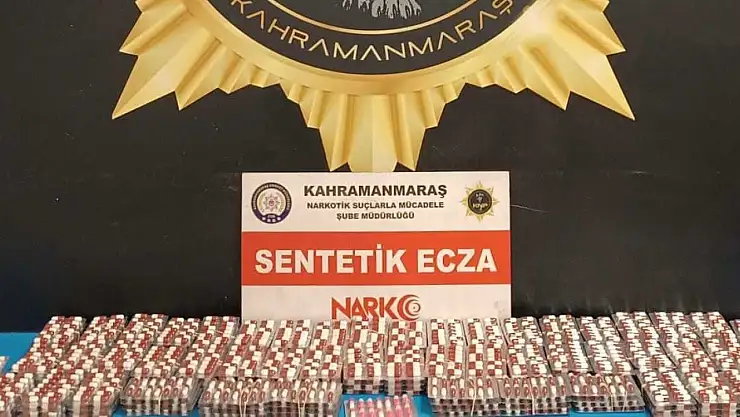 KAHRAMANMARAŞ
KAHRAMANMARAŞ
NARKOTİK SUÇLARLA MÜCADELE
ŞUBE MÜDÜRLÜĞÜ
SENTETİK ECZA
NARKO